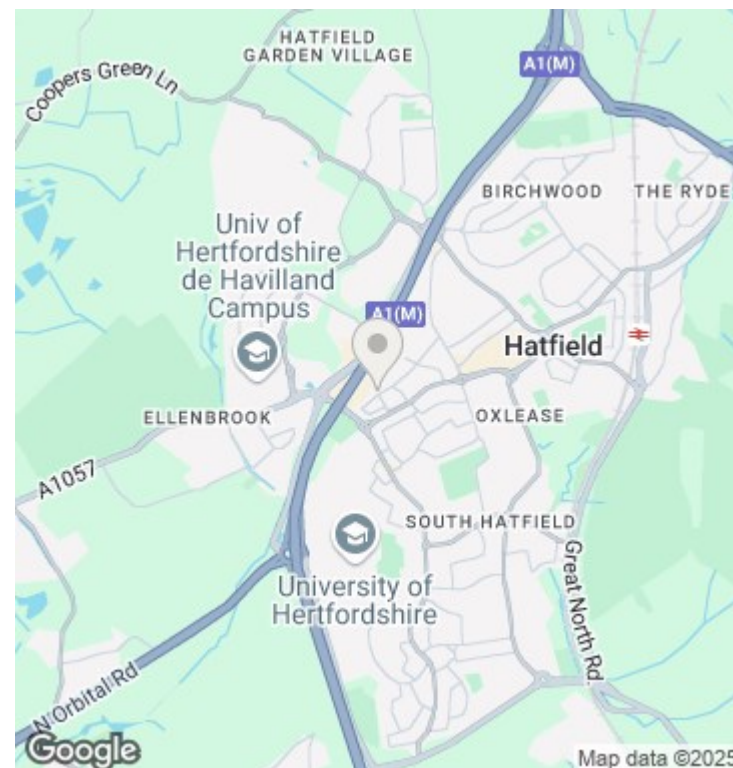 HATFIELD
GARDEN VILLAGE
Coopers Green Ln
A1(M)
BIRCHWOOD
THE RYDE
Univ of
Hertfordshire
de Havilland
Campus
A1(M)
Hatfield
ELLENBROOK
OXLEASE
A1057
SOUTH HATFIELD
University of
Hertfordshire
Great North Rd.
N Orbital Rd
Google
Map data ©2025